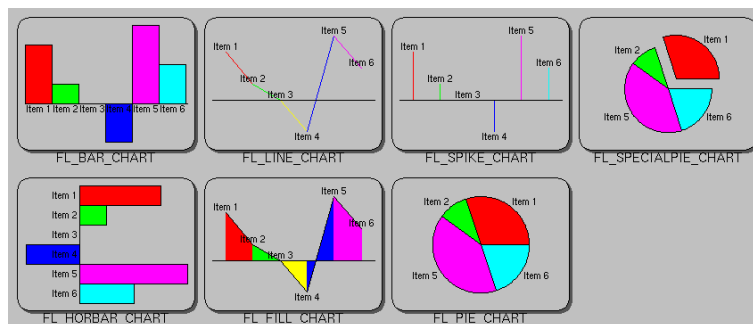 Item 1 Item 2 Item 3 Item 4 Item 5 Item 6
FL_BAR_CHART
Item 1
Item 2
Item 3
Item 4
Item 5
Item 6
FL_LINE_CHART
Item 1
Item 2
Item 3
Item 4
Item 5
Item 6
FL_SPIKE_CHART
Item 1
Item 2
Item 5
Item 6
FL_SPECIALPIE_CHART
Item 1
Item 2
Item 3
Item 4
Item 5
Item 6
FL_HORBAR_CHART
Item 1
Item 2
Item 3
Item 4
Item 5
Item 6
FL_FILL_CHART
Item 1
Item 2
Item 5
Item 6
FL_PIE_CHART